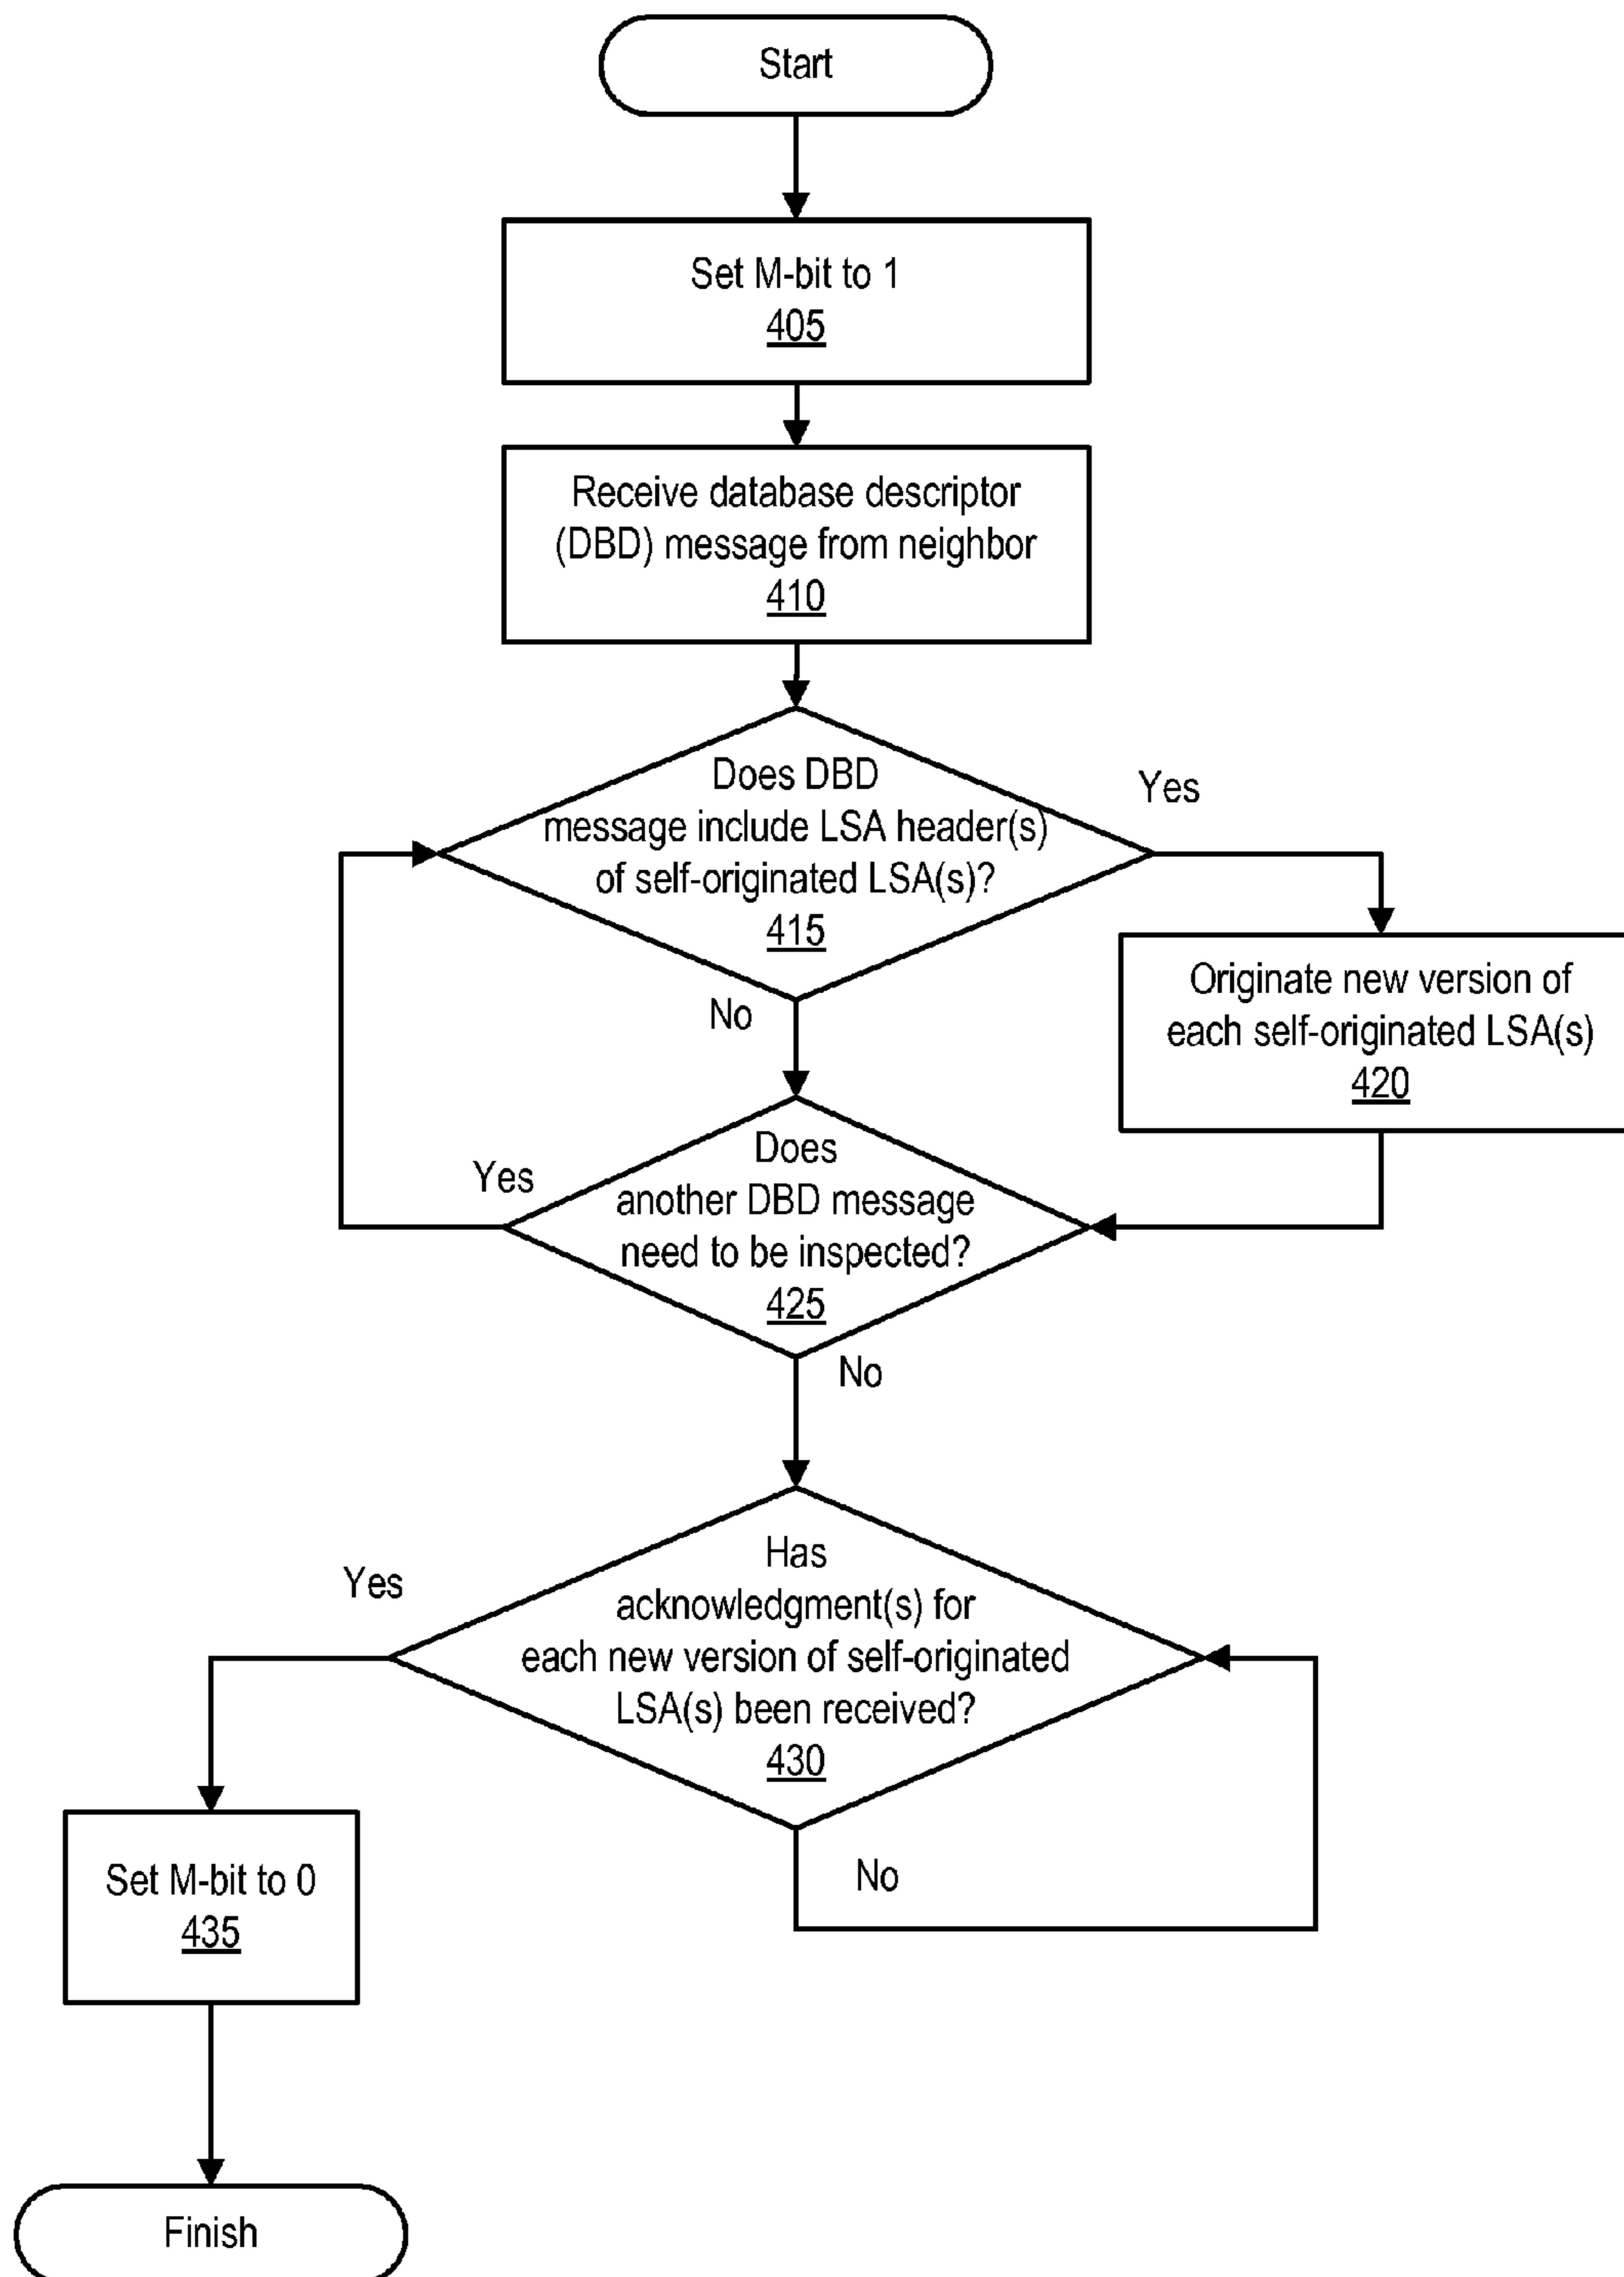 Start
Set M-bit to 1
405
Receive database descriptor
(DBD) message from neighbor
410
Does DBD
message include LSA header(s)
of self-originated LSA(s)?
415
Yes
No
Originate new version of
each self-originated LSA(s)
420
Does
another DBD message
need to be inspected?
425
Yes
No
Has
acknowledgment(s) for
each new version of self-originated
LSA(s) been received?
430
Yes
No
Set M-bit to 0
435
Finish